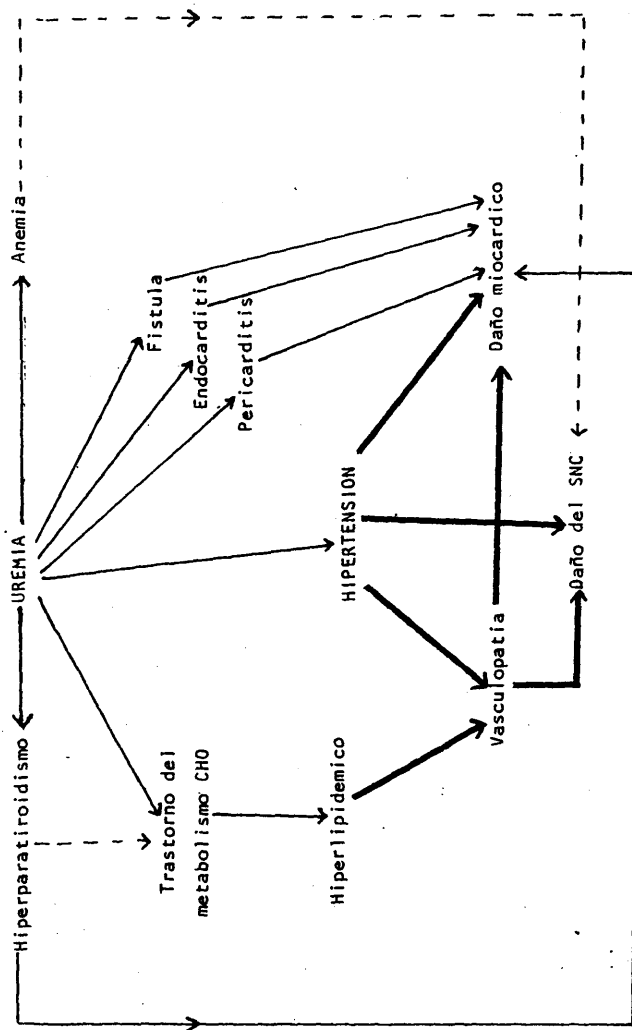 Hiperparatiroidismo
UREMIA
Anemia
Fistula
Endocarditis
Pericarditis
Trastorno del
metabolismo CHO
Hiperlipidemico
HIPERTENSION
Vasculopatia
Daño miocardico
Daño del SNC